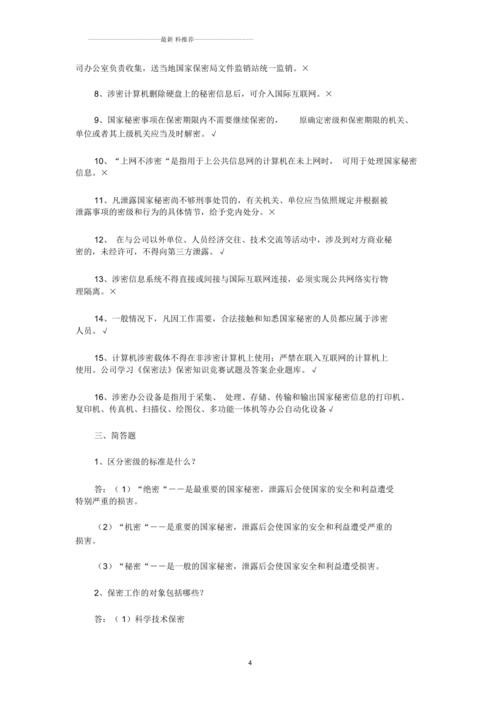 最新 料推荐
司办公室负责收集，送当地国家保密局文件监销站统一监销。×
8、涉密计算机删除硬盘上的秘密信息后，可介入国际互联网。×
9、国家秘密事项在保密期限内不需要继续保密的， 原确定密级和保密期限的机关、
单位或者其上级机关应当及时解密。√
10、“上网不涉密“是指用于上公共信息网的计算机在未上网时， 可用于处理国家秘密
信息。×
11、凡泄露国家秘密尚不够刑事处罚的，有关机关、单位应当依照规定并根据被
泄露事项的密级和行为的具体情节，给予党内处分。×
12、 在与公司以外单位、人员经济交往、技术交流等活动中，涉及到对方商业秘
密的，未经许可，不得向第三方泄露。√
13、涉密信息系统不得直接或间接与国际互联网连接，必须实现公共网络实行物
理隔离。×
14、一般情况下，凡因工作需要，合法接触和知悉国家秘密的人员都应属于涉密
人员。√
15、计算机涉密载体不得在非涉密计算机上使用；严禁在联入互联网的计算机上
使用。公司学习《保密法》保密知识竞赛试题及答案企业题库。√
16、涉密办公设备是指用于采集、 处理、存储、传输和输出国家秘密信息的打印机、
复印机、传真机、扫描仪、绘图仪、多功能一体机等办公自动化设备√
三、简答题
1、区分密级的标准是什么？
答：（ 1）“绝密“－－是最重要的国家秘密，泄露后会使国家的安全和利益遭受
特别严重的损害。
（2）“机密“－－是重要的国家秘密，泄露后会使国家的安全和利益遭受严重的
损害。
（3）“秘密“－－是一般的国家秘密，泄露后会使国家安全和利益遭受损害。
2、保密工作的对象包括哪些？
答：（ 1）科学技术保密
4